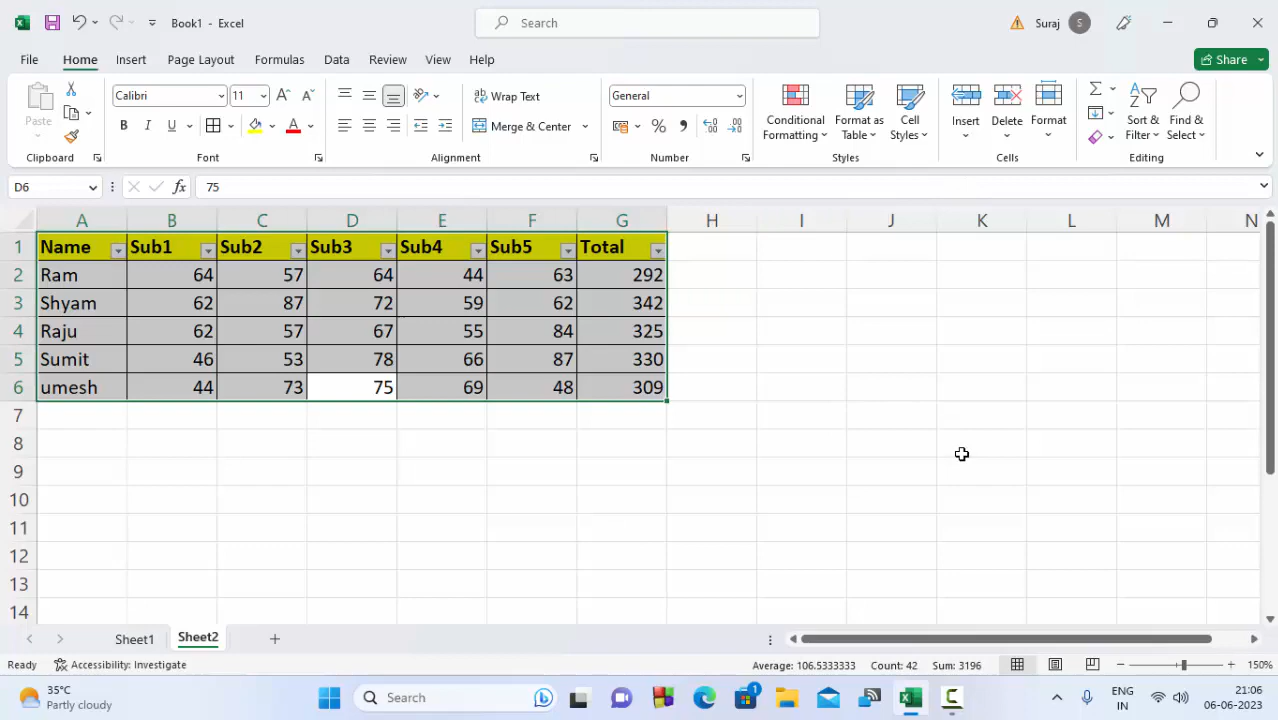 Book1 - Excel
Search
Suraj S
File Home Insert Page Layout Formulas Data Review View Help
Share
Paste
Calibri 11
B I U A
Wrap Text
Merge & Center
General
Conditional Formatting
Format as Table
Cell Styles
Insert Delete Format
Sort & Filter
Find & Select
Clipboard Font Alignment Number Styles Cells Editing
D6 fx 75
A B C D E F G H I J K L M N
1 Name Sub1 Sub2 Sub3 Sub4 Sub5 Total
2 Ram 64 57 64 44 63 292
3 Shyam 62 87 72 59 62 342
4 Raju 62 57 67 55 84 325
5 Sumit 46 53 78 66 87 330
6 umesh 44 73 75 69 48 309
7
8
9
10
11
12
13
14
Sheet1 Sheet2
Ready Accessibility: Investigate Average: 106.5333333 Count: 42 Sum: 3196 150%
35°C
artly cloudy
Search
1
ENG
IN
21:06
06-06-2023